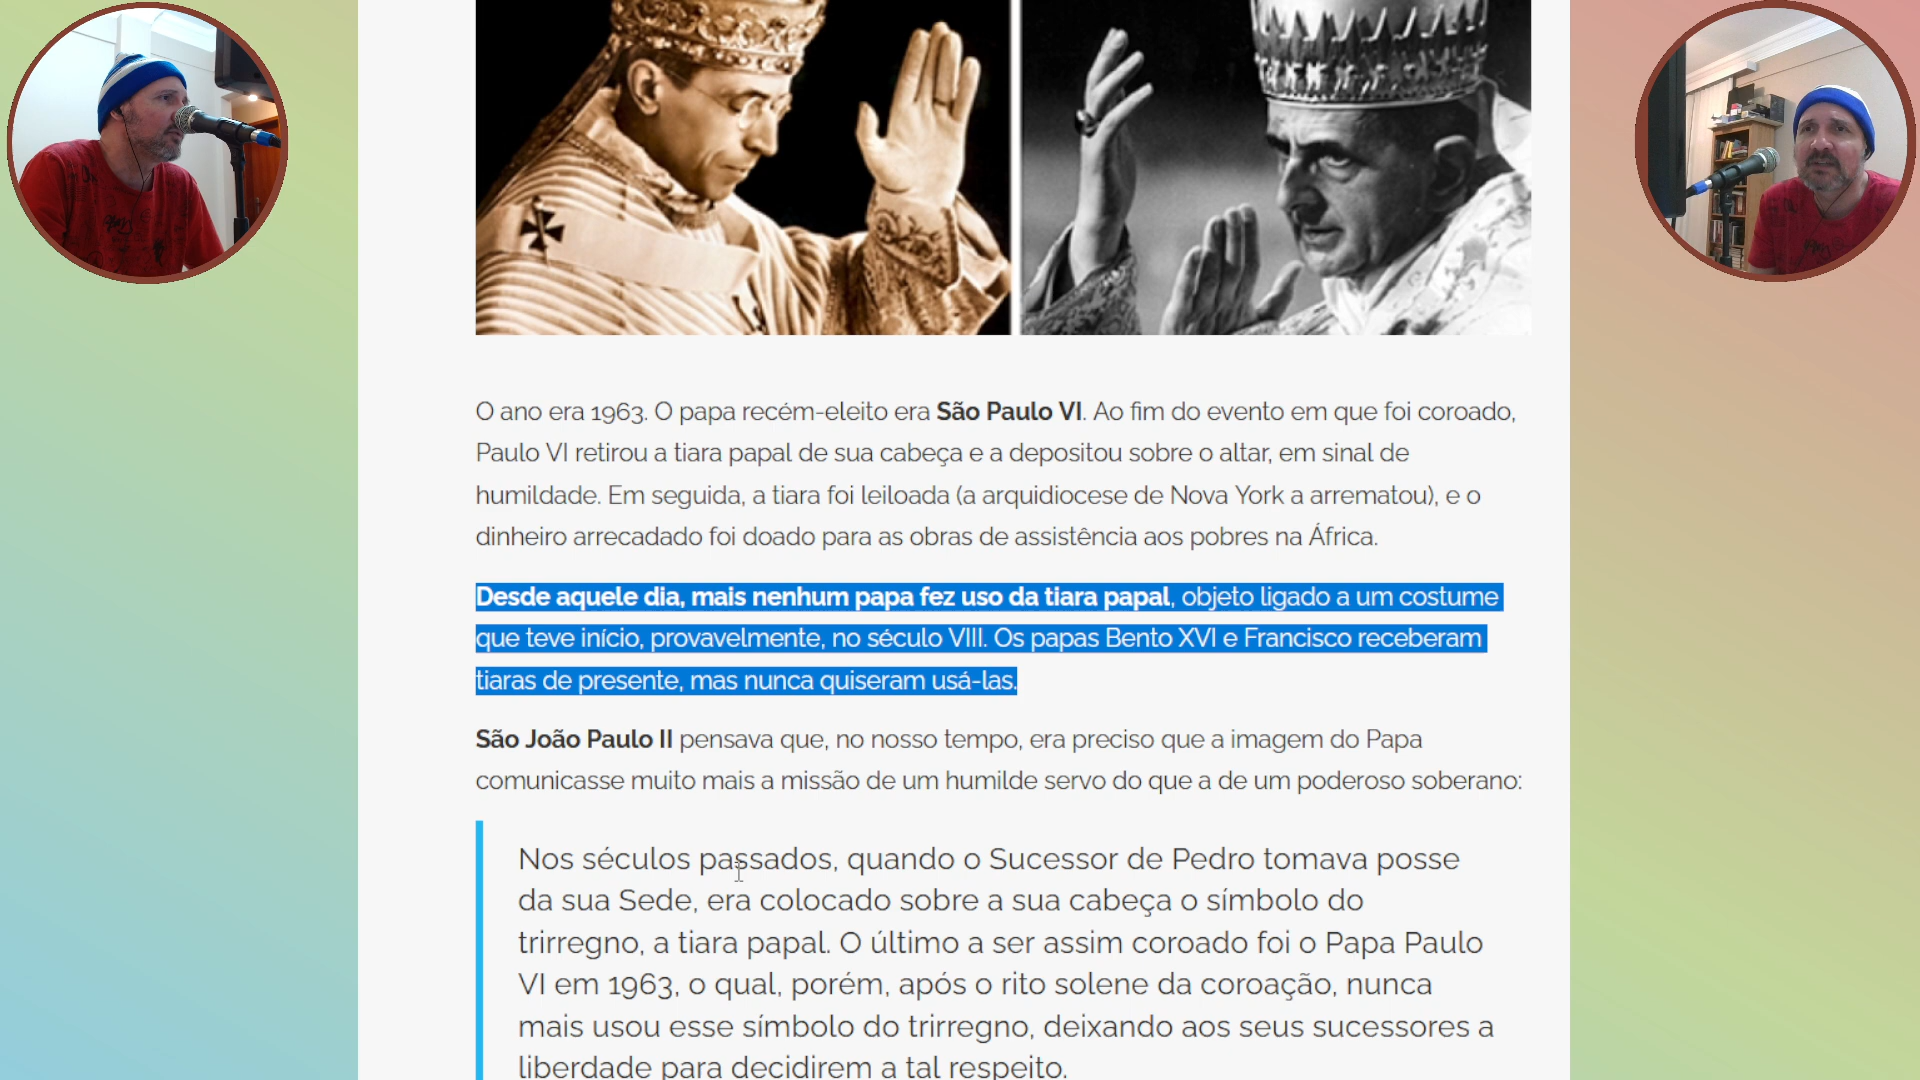 O ano era 1963. O papa recém-eleito era São Paulo VI. Ao fim do evento em que foi coroado,
Paulo VI retirou a tiara papal de sua cabeça e a depositou sobre o altar, em sinal de
humildade. Em seguida, a tiara foi leiloada (a arquidiocese de Nova York a arrematou), e o
dinheiro arrecadado foi doado para as obras de assistência aos pobres na África.
Desde aquele dia, mais nenhum papa fez uso da tiara papal, objeto ligado a um costume
que teve início, provavelmente, no século VIII. Os papas Bento XVI e Francisco receberam
tiaras de presente, mas nunca quiseram usá-las.
São João Paulo II pensava que, no nosso tempo, era preciso que a imagem do Papa
comunicasse muito mais a missão de um humilde servo do que a de um poderoso soberano:
Nos séculos passados, quando o Sucessor de Pedro tomava posse
da sua Sede, era colocado sobre a sua cabeça o símbolo do
trirregno, a tiara papal. O último a ser assim coroado foi o Papa Paulo
VI em 1963, o qual, porém, após o rito solene da coroação, nunca
mais usou esse símbolo do trirregno, deixando aos seus sucessores a
liberdade para decidirem a tal respeito.